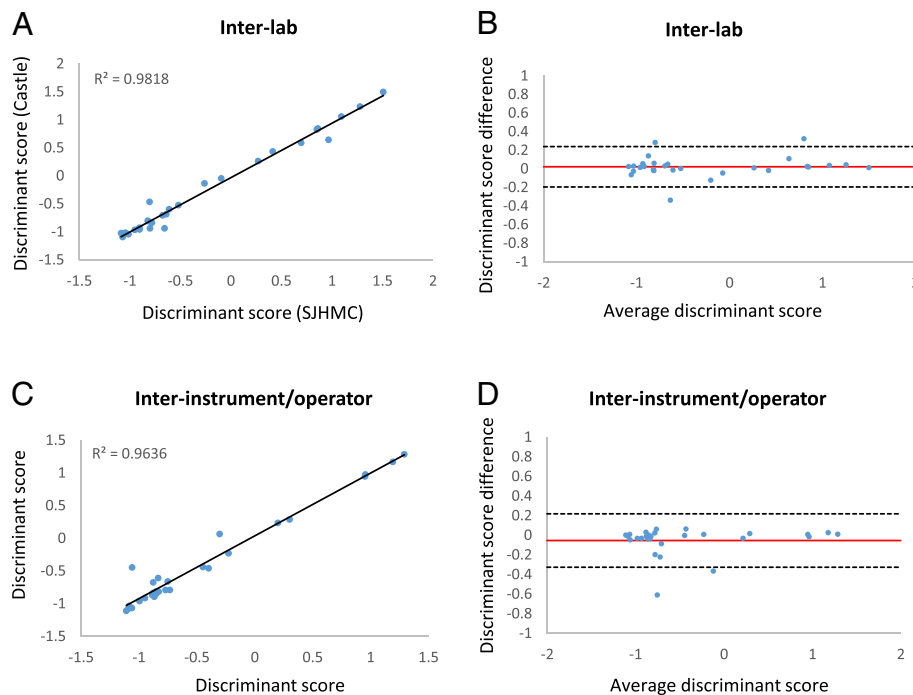 A
Inter-lab
R² = 0.9818
Discriminant score (Castle)
2
1.5
1
0.5
0
-0.5
-1
-1.5
-1.5 -1 -0.5 0 0.5 1 1.5 2
Discriminant score (SJHMC)
B
Inter-lab
Discriminant score difference
1
0.8
0.6
0.4
0.2
0
-0.2
-0.4
-0.6
-0.8
-1
-2 -1 0 1 2
Average discriminant score
C
Inter-instrument/operator
R² = 0.9636
Discriminant score
1.5
1
0.5
0
-0.5
-1
-1.5
-1.5 -1 -0.5 0 0.5 1 1.5
Discriminant score
D
Inter-instrument/operator
Discriminant score difference
1
0.8
0.6
0.4
0.2
0
-0.2
-0.4
-0.6
-0.8
-1
-2 -1 0 1 2
Average discriminant score